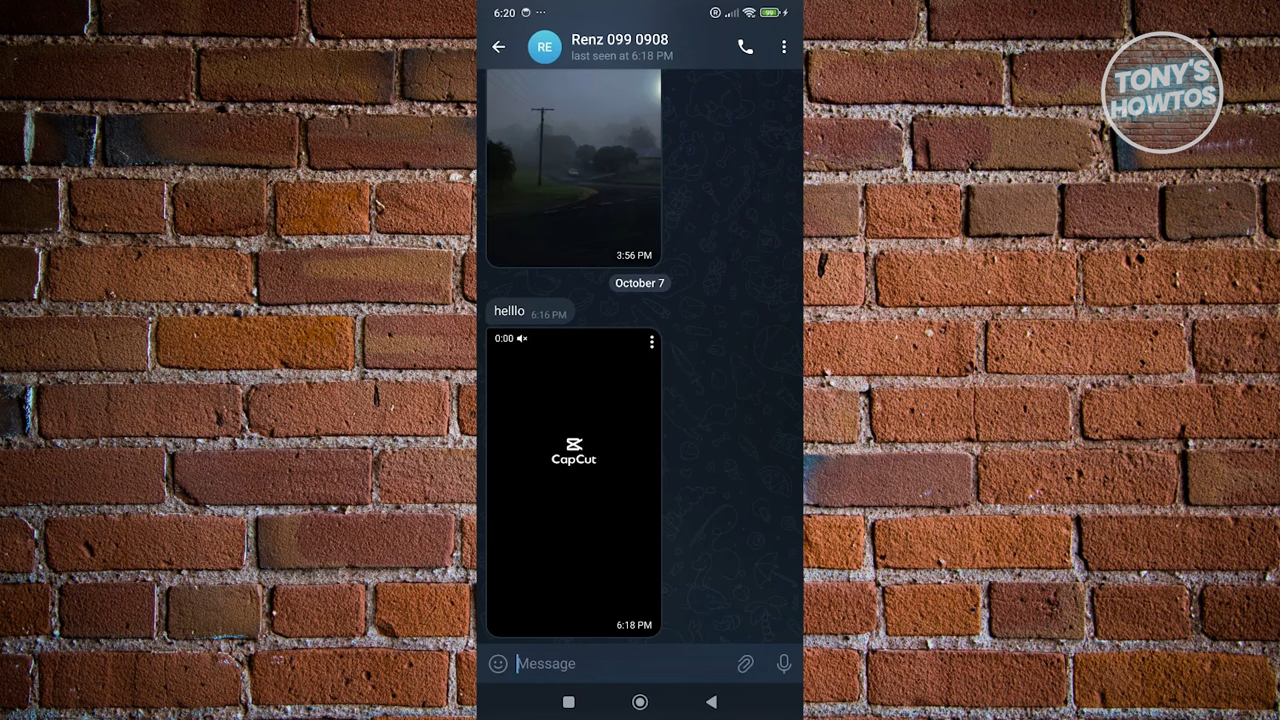 6:20
99
RE
Renz 099 0908
last seen at 6:18 PM
TONY'S
HOWTOS
3:56 PM
October 7
helllo 6:16 PM
0:00
CapCut
6:18 PM
Message